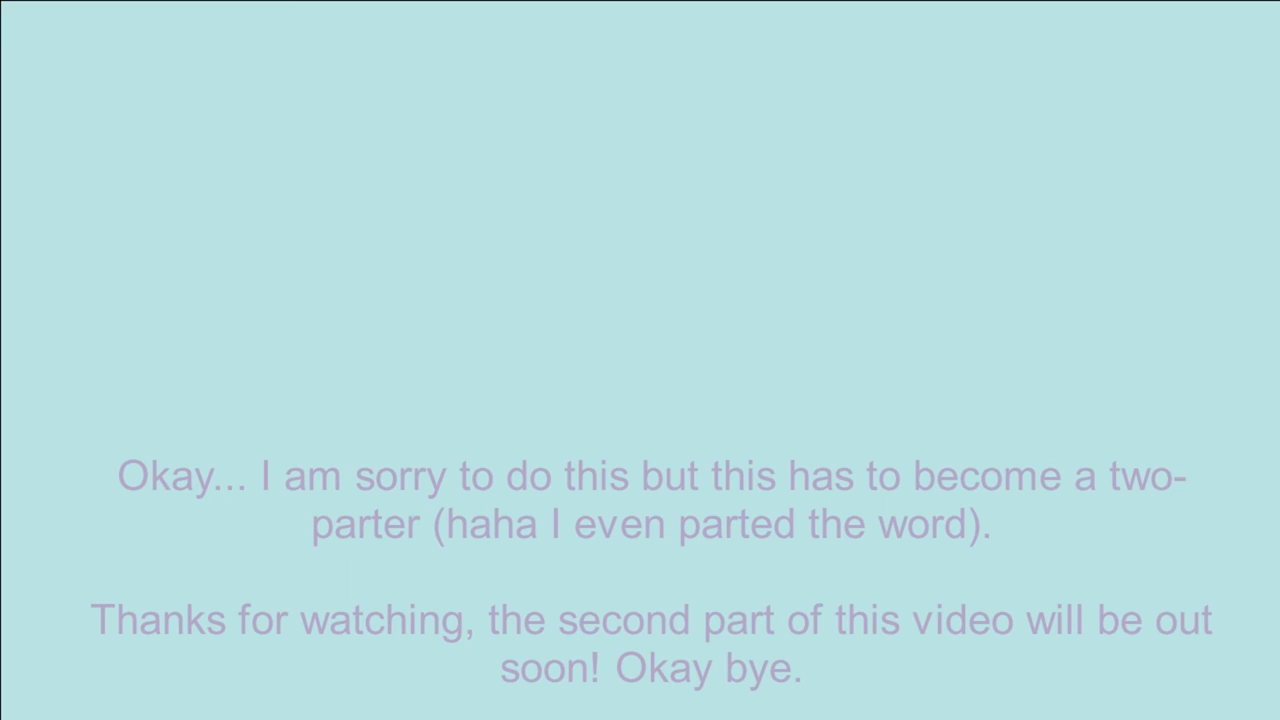 Okay... I am sorry to do this but this has to become a two-
parter (haha I even parted the word).
Thanks for watching, the second part of this video will be out
soon! Okay bye.